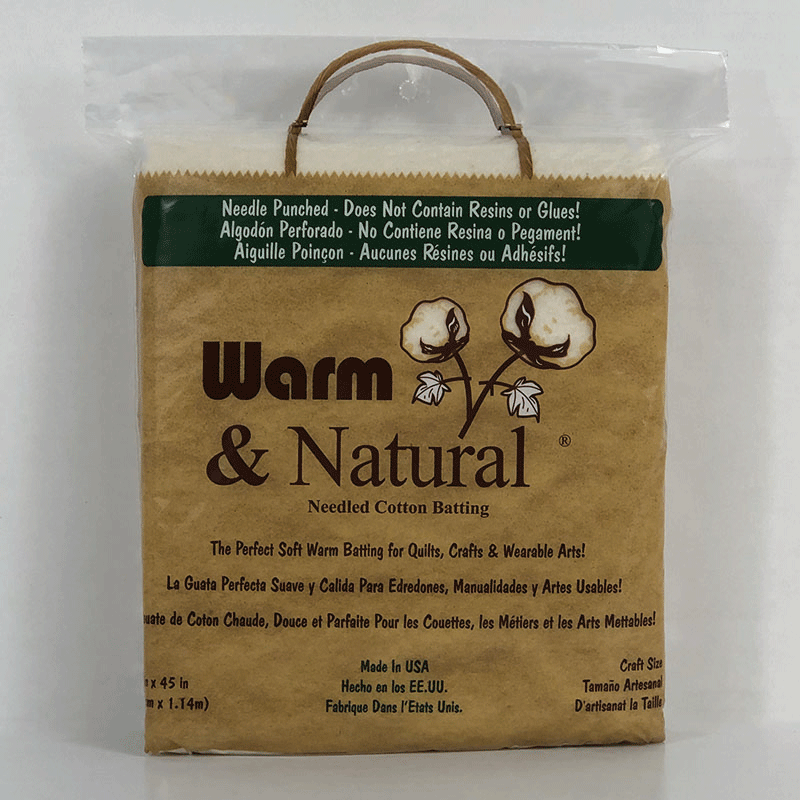 Needle Punched - Does Not Contain Resins or Glues!
Algodón Perforado - No Contiene Resina o Pegament!
Aiguille Poinçon - Aucunes Résines ou Adhésifs!
Warm
& Natural ®
Needled Cotton Batting
The Perfect Soft Warm Batting for Quilts, Crafts & Wearable Arts!
La Guata Perfecta Suave y Calida Para Edredones, Manualidades y Artes Usables!
de Coton Chaude, Douce et Parfaite Pour les Couettes, les Métiers et les Arts Mettables!
x 45 in
m x 1.14m)
Made In USA
Hecho en los EE.UU.
Fabrique Dans l'Etats Unis.
Craft Size
Tamaño Artesanal
D'artisanat la Taille